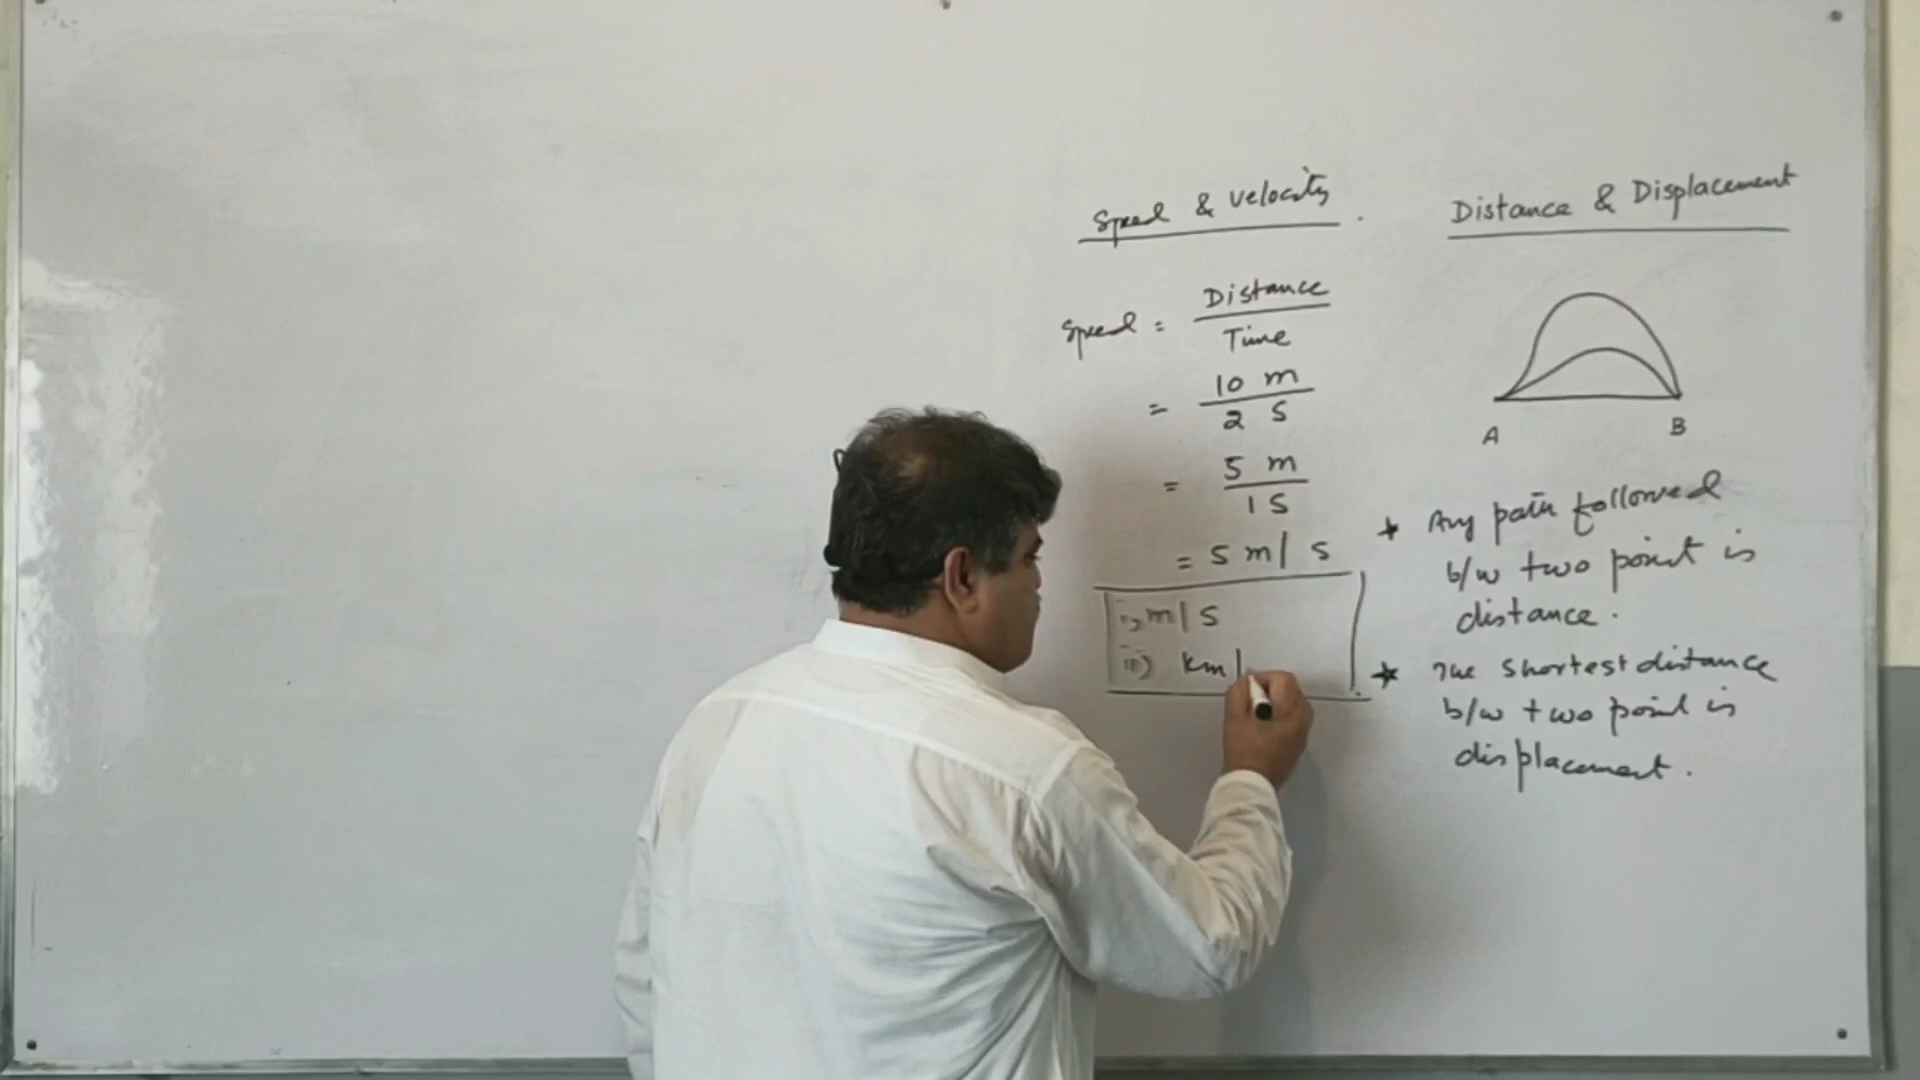 Speed & Velocity .
Speed = Distance / Time
= 10 m / 2 S
= 5 m / 1 S
= 5 m/s
i, m/s
ii) km/
Distance & Displacement
A B
* Any path followed
b/w two point is
distance.
* The shortest distance
b/w two point is
displacement.